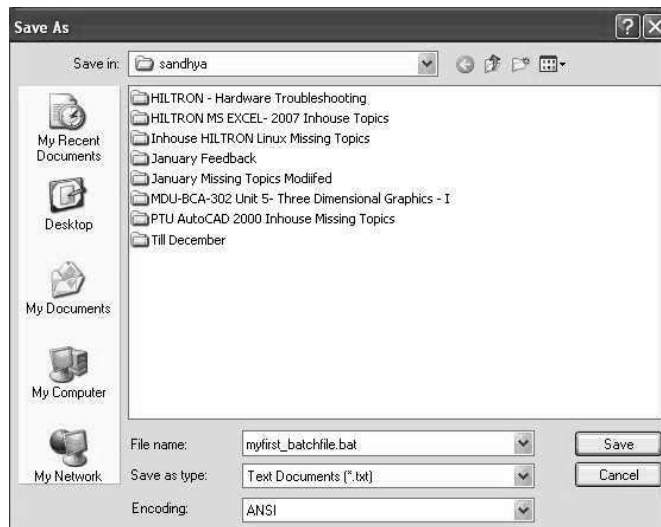 Save As
Save in:
sandhya
My Recent
Documents
Desktop
My Documents
My Computer
My Network
HILTRON - Hardware Troubleshooting
HILTRON MS EXCEL- 2007 Inhouse Topics
Inhouse HILTRON Linux Missing Topics
January Feedback
January Missing Topics Modiifed
MDU-BCA-302 Unit 5- Three Dimensional Graphics - I
PTU AutoCAD 2000 Inhouse Missing Topics
Till December
File name:
myfirst_batchfile.bat
Save
Save as type:
Text Documents (*.txt)
Cancel
Encoding:
ANSI